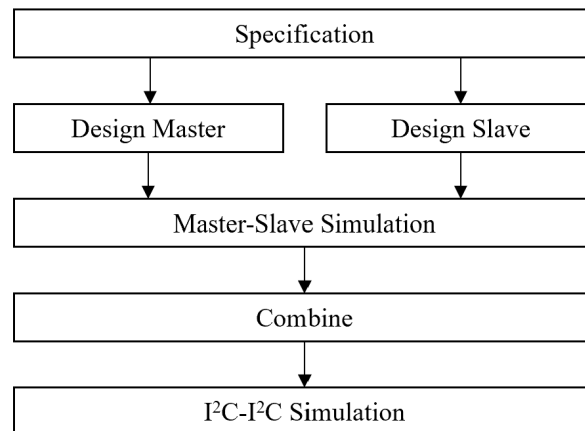 Specification
Design Master
Design Slave
Master-Slave Simulation
Combine
I²C-I²C Simulation